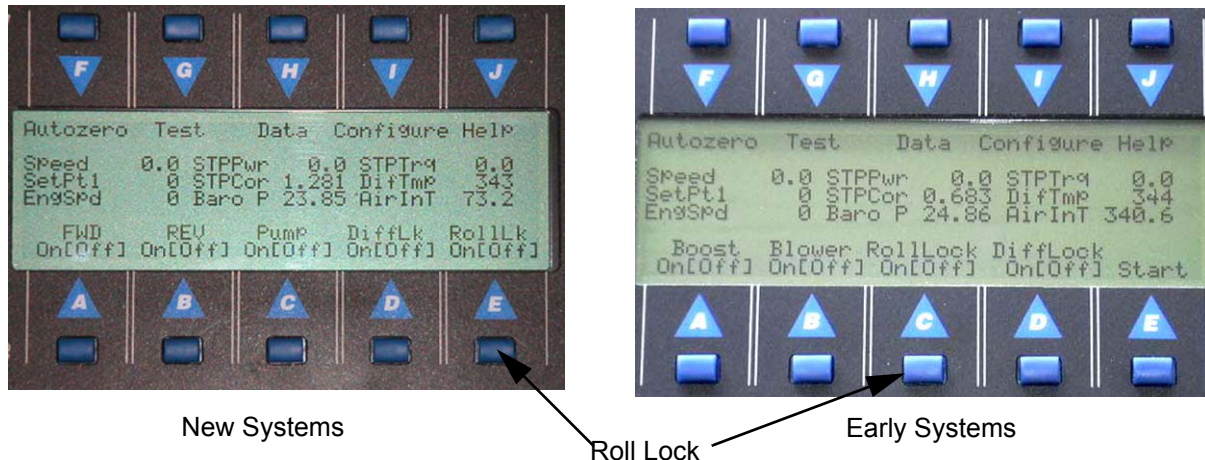 F G H I J
Autozero Test Data Configure Help
Speed 0.0 STPPwr 0.0 STPTrq 0.0
SetPt1 0 STPCor 1.281 DifTmp 343
EngSpd 0 Baro P 23.85 AirInT 73.2
FWD REV Pump DiffLk RollLk
On[Off] On[Off] On[Off] On[Off] On[Off]
A B C D E
New Systems
F G H I J
Autozero Test Data Configure Help
Speed 0.0 STPPwr 0.0 STPTrq 0.0
SetPt1 0 STPCor 0.683 DifTmp 344
EngSpd 0 Baro P 24.86 AirInT 340.6
Boost Blower RollLock DiffLock
On[Off] On[Off] On[Off] On[Off] Start
A B C D E
Early Systems
Roll Lock